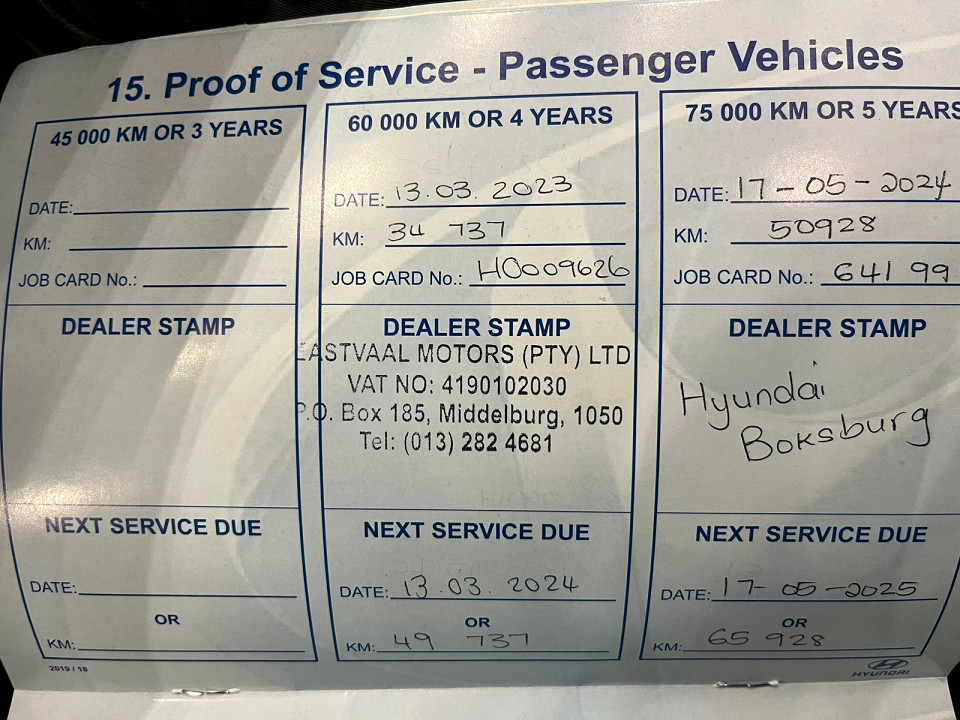 15. Proof of Service - Passenger Vehicles
45 000 KM OR 3 YEARS
DATE:
KM:
JOB CARD No.:
DEALER STAMP
NEXT SERVICE DUE
DATE:
OR
KM:
2019 / 18
60 000 KM OR 4 YEARS
DATE: 13.03.2023
KM: 34 737
JOB CARD No.: HO009626
DEALER STAMP
EASTVAAL MOTORS (PTY) LTD
VAT NO: 4190102030
P.O. Box 185, Middelburg, 1050
Tel: (013) 282 4681
NEXT SERVICE DUE
DATE: 13.03.2024
OR
KM: 49 737
75 000 KM OR 5 YEARS
DATE: 17-05-2024
KM: 50928
JOB CARD No.: 641 99
DEALER STAMP
Hyundai
Boksburg
NEXT SERVICE DUE
DATE: 17-05-2025
OR
KM: 65 928
HYUNDAI